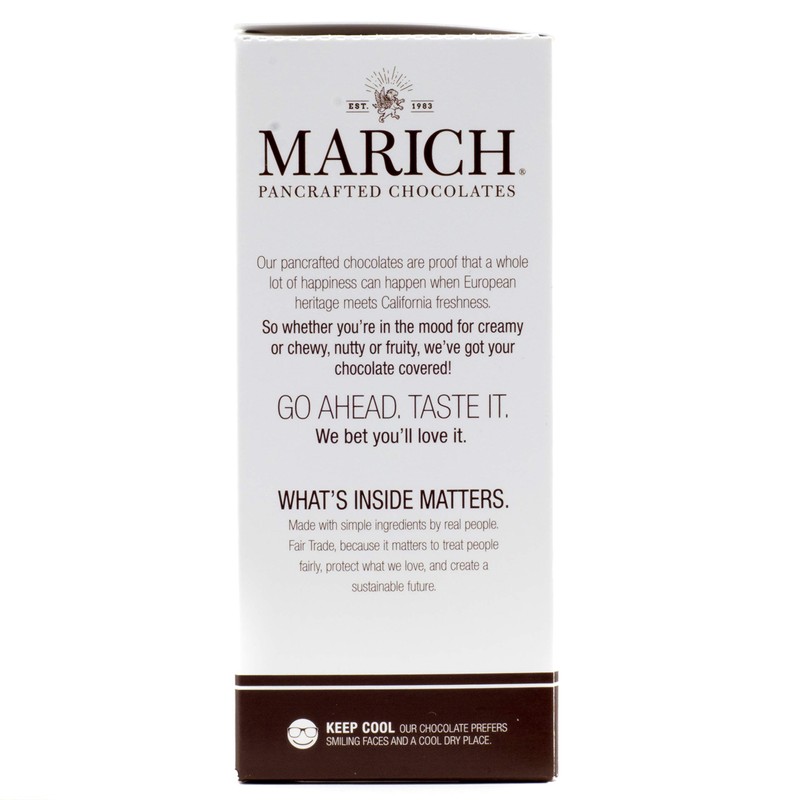 EST. 1983
MARICH®
PANCRAFTED CHOCOLATES
Our pancrafted chocolates are proof that a whole
lot of happiness can happen when European
heritage meets California freshness.
So whether you're in the mood for creamy
or chewy, nutty or fruity, we've got your
chocolate covered!
GO AHEAD. TASTE IT.
We bet you'll love it.
WHAT'S INSIDE MATTERS.
Made with simple ingredients by real people.
Fair Trade, because it matters to treat people
fairly, protect what we love, and create a
sustainable future.
KEEP COOL OUR CHOCOLATE PREFERS
SMILING FACES AND A COOL DRY PLACE.